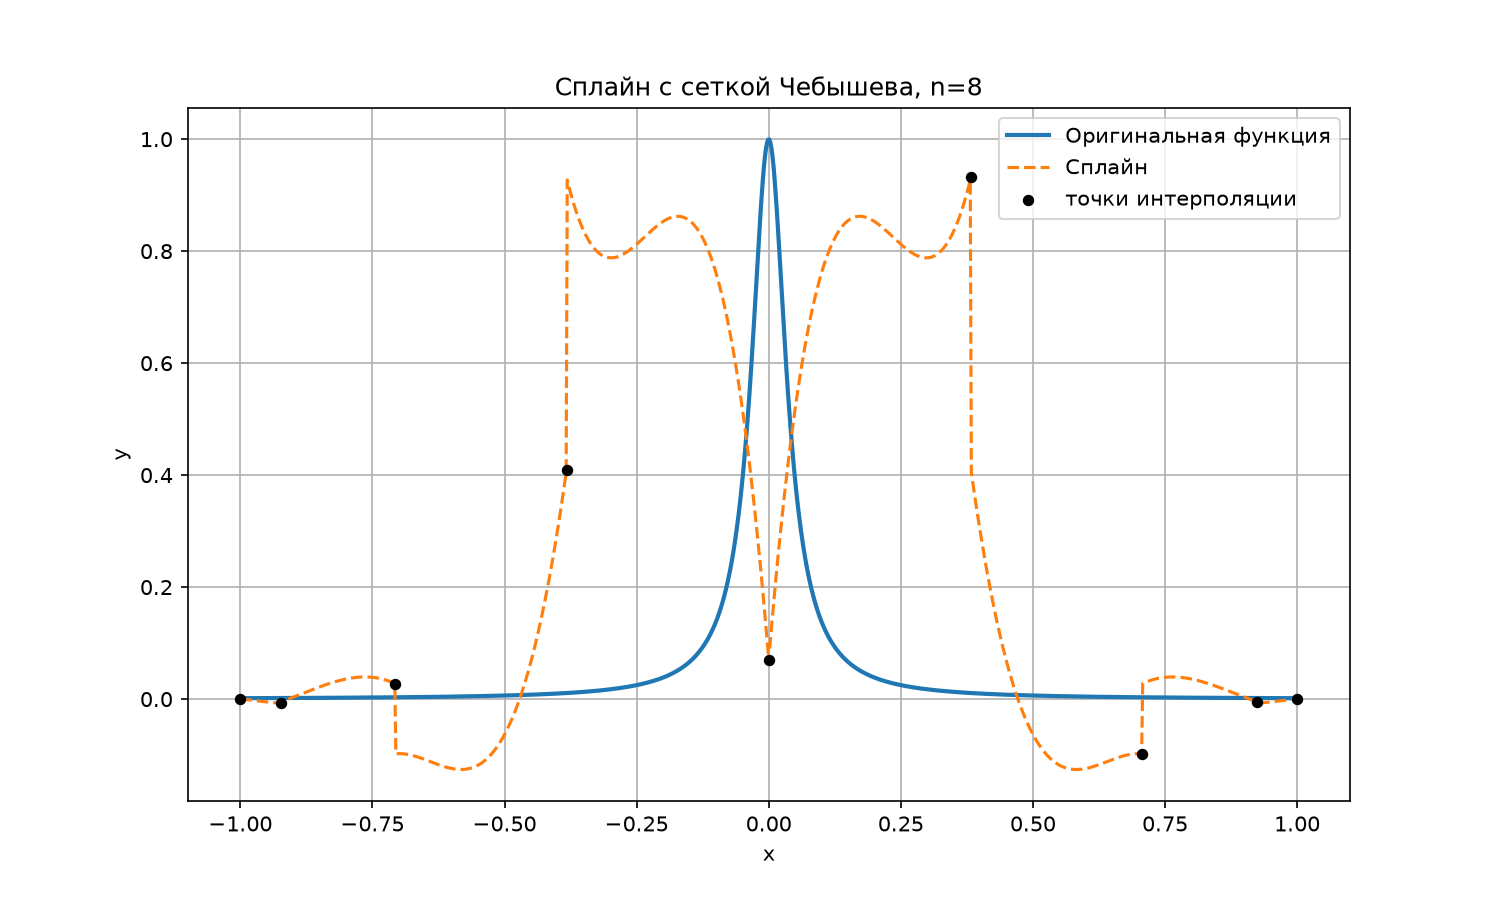 Сплайн с сеткой Чебышева, n=8
Оригинальная функция
Сплайн
точки интерполяции
y
1.0
0.8
0.6
0.4
0.2
0.0
−1.00 −0.75 −0.50 −0.25 0.00 0.25 0.50 0.75 1.00
x